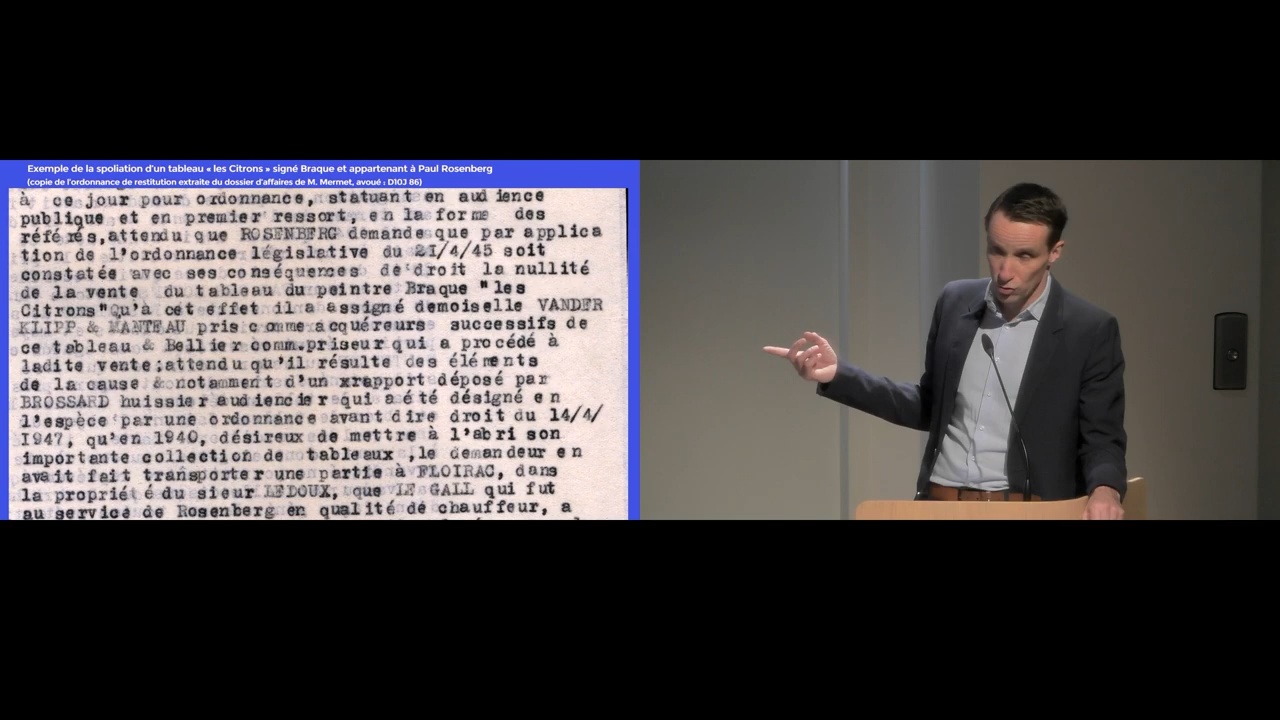 Exemple de la spoliation d'un tableau « les Citrons » signé Braque et appartenant à Paul Rosenberg
(copie de l'ordonnance de restitution extraite du dossier d'affaires de M. Mermet, avoué : D10J 86)
à ce jour pour ordonnance, statuant en audience
publique et en premier ressort, en la forme des
référés,attendu que ROSENBERG demande que par applica
tion de l'ordonnance législative du 21/4/45 soit
constatée avec ses conséquences de droit la nullité
de la vente du tableau du peintre Braque "les
Citrons"Qu'à cet effet il a assigné demoiselle VANDER
KLIPP & MANTEAU pris comme acquéreurs successifs de
ce tableau & Bellier comm.priseur qui a procédé à
ladite vente;attendu qu'il résulte des éléments
de la cause & notamment d'un xrapport déposé par
BROSSARD huissier audiencier qui a été désigné en
l'espèce par une ordonnance avant dire droit du 14/4/
I947, qu'en 1940, désireux de mettre à l'abri son
importante collection de tableaux ,le demandeur en
avait fait transporter une partie à FLOIRAC, dans
la propriété du sieur LEDOUX, que LE GALL qui fut
au service de Rosenberg en qualité de chauffeur, a